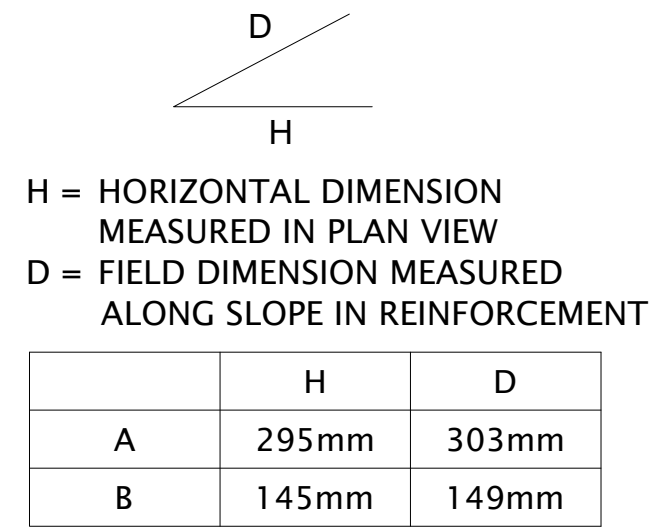 D
H
H = HORIZONTAL DIMENSION
MEASURED IN PLAN VIEW
D = FIELD DIMENSION MEASURED
ALONG SLOPE IN REINFORCEMENT
H D
A 295mm 303mm
B 145mm 149mm